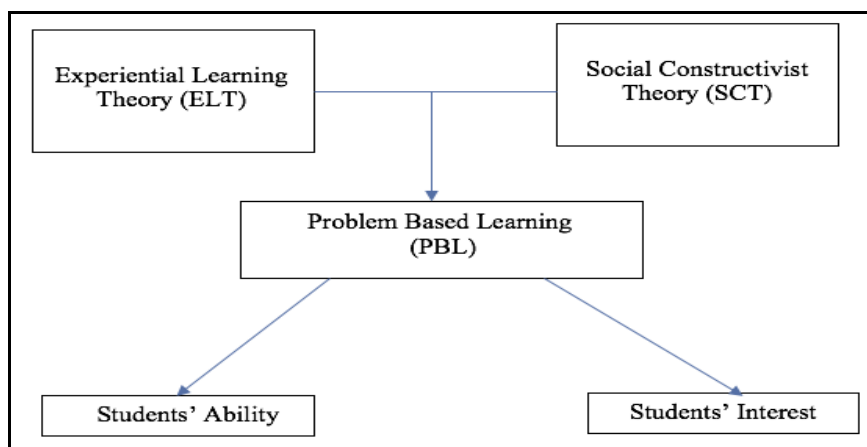 Experiential Learning
Theory (ELT)
Social Constructivist
Theory (SCT)
Problem Based Learning
(PBL)
Students’ Ability
Students’ Interest